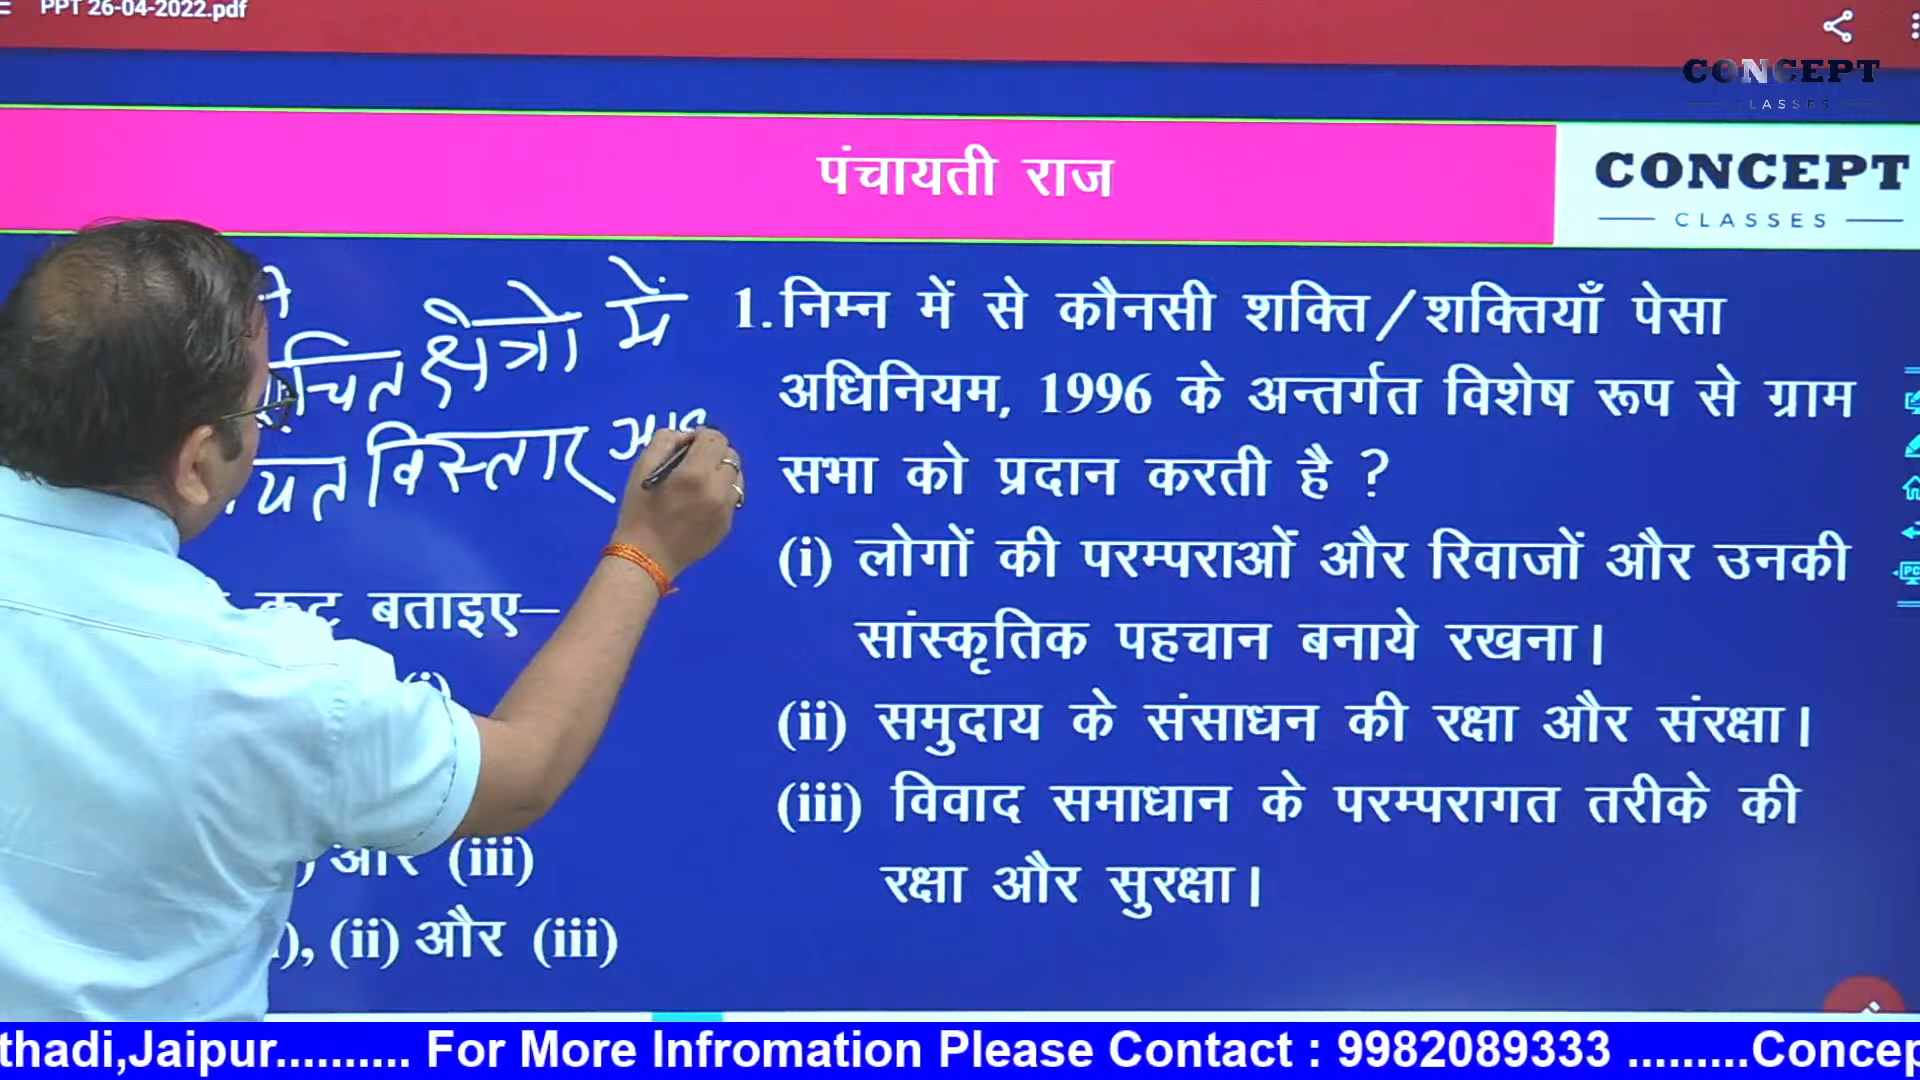 PPT 26-04-2022.pdf
CONCEPT
CLASSES
पंचायती राज
CONCEPT
CLASSES
क्षैत्रो में
विस्तार
बताइए–
(i)
और (iii)
, (ii) और (iii)
1. निम्न में से कौनसी शक्ति/शक्तियाँ पेसा
अधिनियम, 1996 के अन्तर्गत विशेष रूप से ग्राम
सभा को प्रदान करती है ?
(i) लोगों की परम्पराओं और रिवाजों और उनकी
सांस्कृतिक पहचान बनाये रखना।
(ii) समुदाय के संसाधन की रक्षा और संरक्षा।
(iii) विवाद समाधान के परम्परागत तरीके की
रक्षा और सुरक्षा।
thadi,Jaipur.......... For More Infromation Please Contact : 9982089333 .........Concep